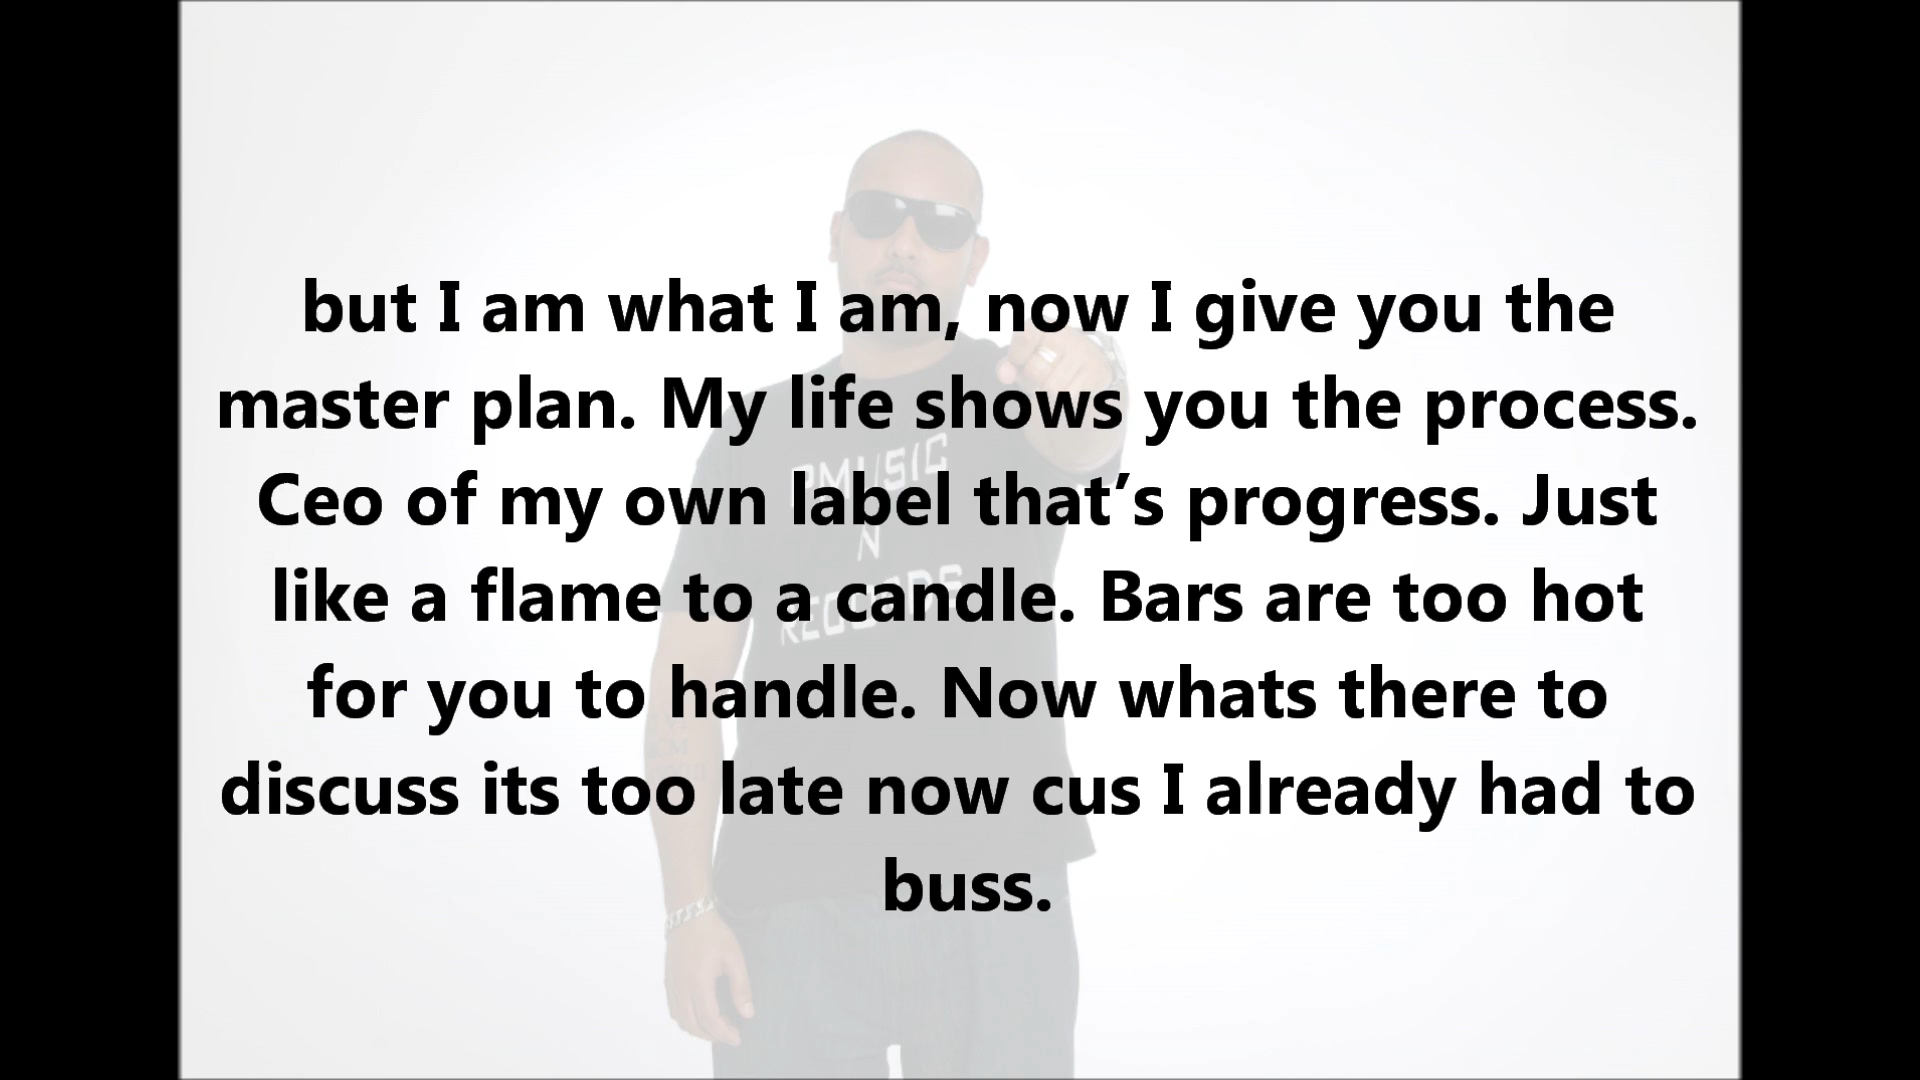 but I am what I am, now I give you the
master plan. My life shows you the process.
Ceo of my own label that’s progress. Just
like a flame to a candle. Bars are too hot
for you to handle. Now whats there to
discuss its too late now cus I already had to
buss.
PMUSIC
N
RECORDS